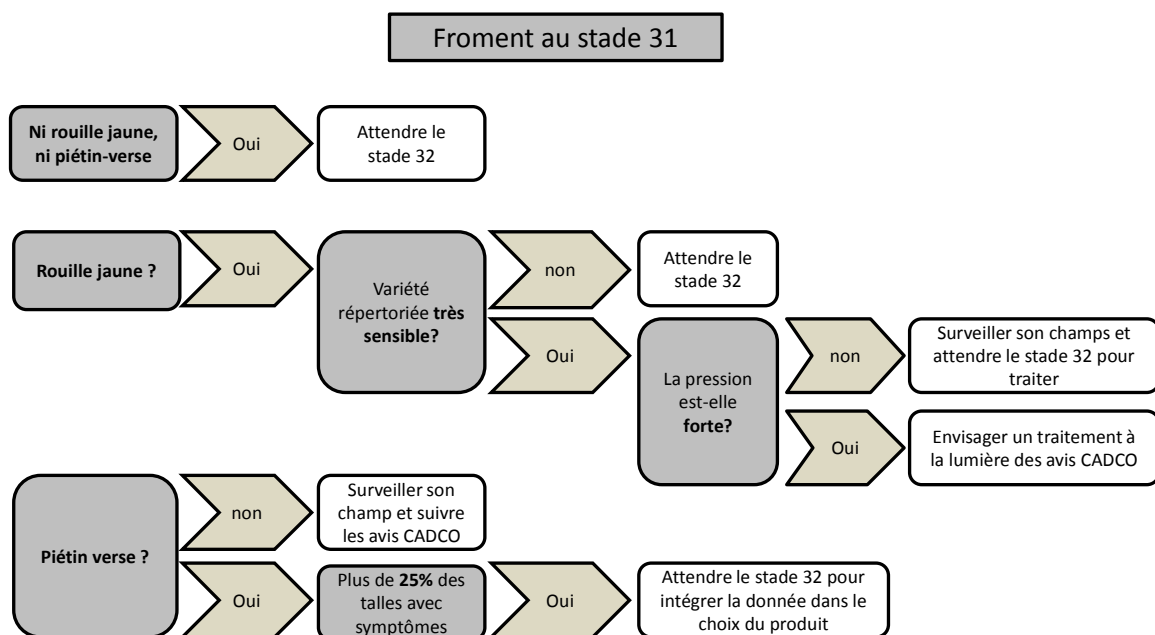 Froment au stade 31
Ni rouille jaune,
ni piétin-verse
Oui
Attendre le
stade 32
Rouille jaune ?
Oui
Variété
répertoriée très
sensible?
non
Attendre le
stade 32
Oui
La pression
est-elle
forte?
non
Surveiller son champs et
attendre le stade 32 pour
traiter
Oui
Envisager un traitement à
la lumière des avis CADCO
Piétin verse ?
non
Surveiller son
champ et suivre
les avis CADCO
Oui
Plus de 25% des
talles avec
symptômes
Oui
Attendre le stade 32 pour
intégrer la donnée dans le
choix du produit